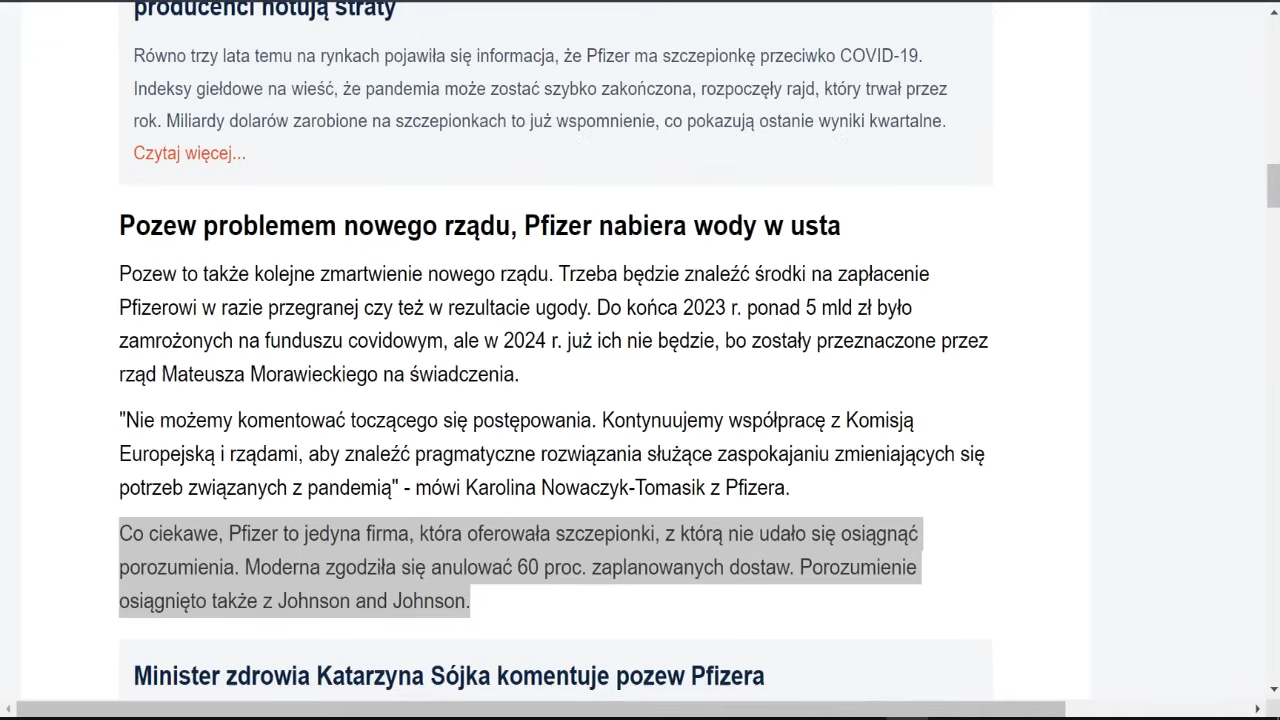 producenci notują straty
Równo trzy lata temu na rynkach pojawiła się informacja, że Pfizer ma szczepionkę przeciwko COVID-19.
Indeksy giełdowe na wieść, że pandemia może zostać szybko zakończona, rozpoczęły rajd, który trwał przez
rok. Miliardy dolarów zarobione na szczepionkach to już wspomnienie, co pokazują ostanie wyniki kwartalne.
Czytaj więcej...
Pozew problemem nowego rządu, Pfizer nabiera wody w usta
Pozew to także kolejne zmartwienie nowego rządu. Trzeba będzie znaleźć środki na zapłacenie
Pfizerowi w razie przegranej czy też w rezultacie ugody. Do końca 2023 r. ponad 5 mld zł było
zamrożonych na funduszu covidowym, ale w 2024 r. już ich nie będzie, bo zostały przeznaczone przez
rząd Mateusza Morawieckiego na świadczenia.
"Nie możemy komentować toczącego się postępowania. Kontynuujemy współpracę z Komisją
Europejską i rządami, aby znaleźć pragmatyczne rozwiązania służące zaspokajaniu zmieniających się
potrzeb związanych z pandemią" - mówi Karolina Nowaczyk-Tomasik z Pfizera.
Co ciekawe, Pfizer to jedyna firma, która oferowała szczepionki, z którą nie udało się osiągnąć
porozumienia. Moderna zgodziła się anulować 60 proc. zaplanowanych dostaw. Porozumienie
osiągnięto także z Johnson and Johnson.
Minister zdrowia Katarzyna Sójka komentuje pozew Pfizera